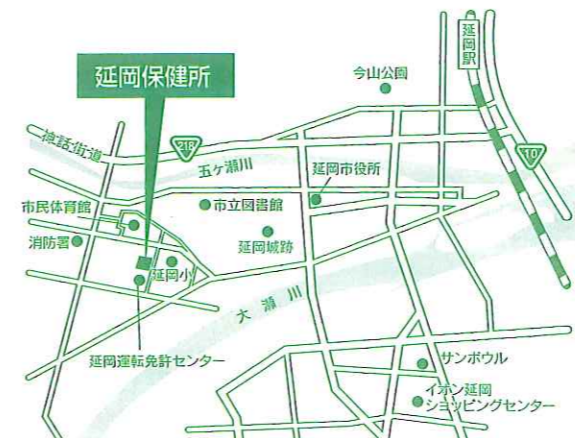 延岡駅
延岡保健所
今山公園
神話街道
218
五ヶ瀬川
延岡市役所
10
市民体育館
市立図書館
消防署
延岡城跡
延岡小
大瀬川
延岡運転免許センター
サンボウル
イオン延岡
ショッピングセンター